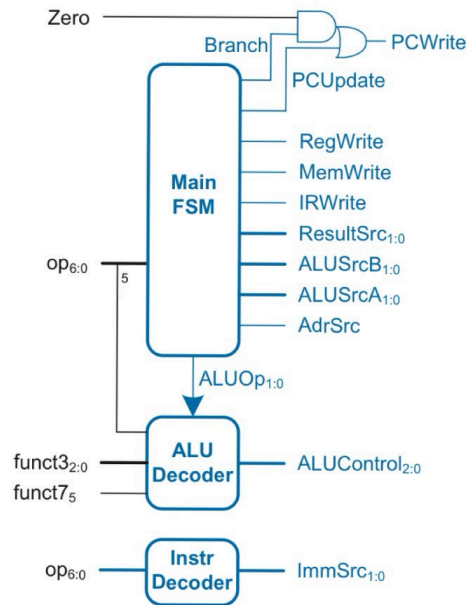 Zero
Branch
PCWrite
PCUpdate
RegWrite
MemWrite
Main
FSM
IRWrite
ResultSrc1:0
op6:0
5
ALUSrcB1:0
ALUSrcA1:0
AdrSrc
ALUOp1:0
funct32:0
funct75
ALU
Decoder
ALUControl2:0
op6:0
Instr
Decoder
ImmSrc1:0